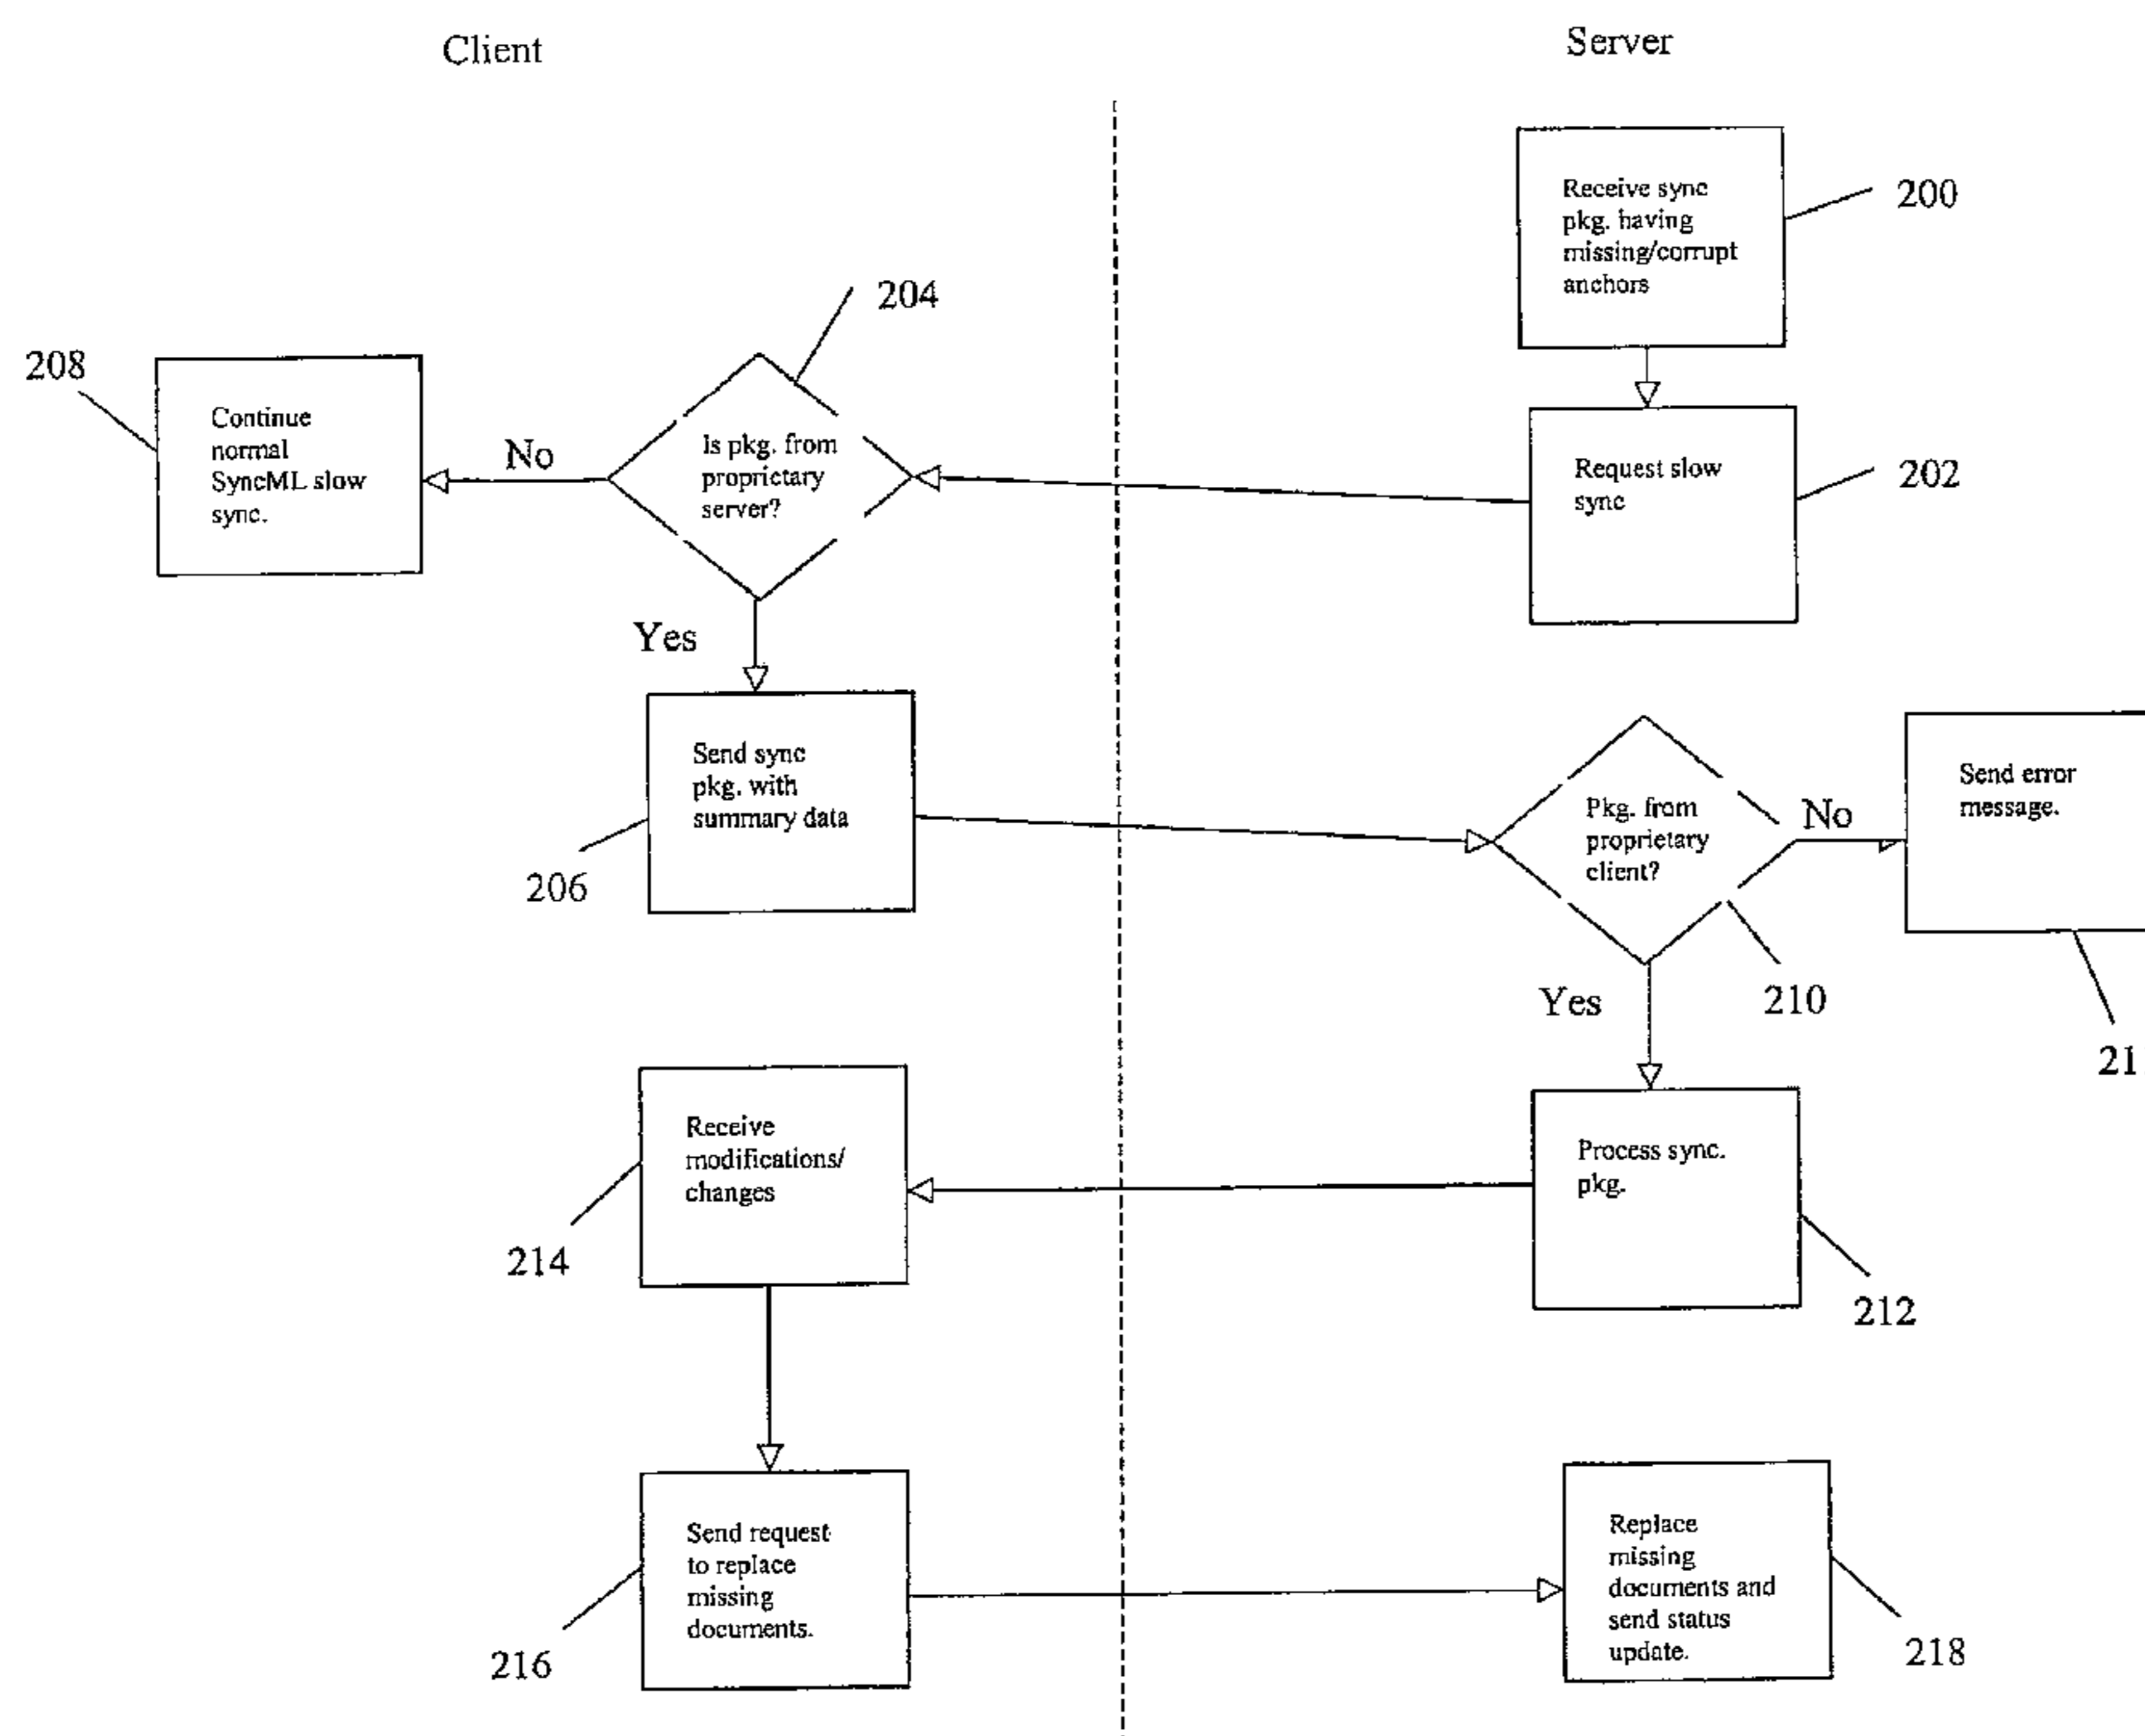 Client
Server
Receive sync
pkg. having
missing/corrupt
anchors
200
204
208
Continue
normal
SyncML slow
sync.
No
Is pkg. from
proprietary
server?
Request slow
sync
202
Yes
Send sync
pkg. with
summary data
206
Pkg. from
proprietary
client?
No
Send error
message.
210
Yes
Receive
modifications/
changes
214
Process sync.
pkg.
212
Send request
to replace
missing
documents.
216
Replace
missing
documents and
send status
update.
218